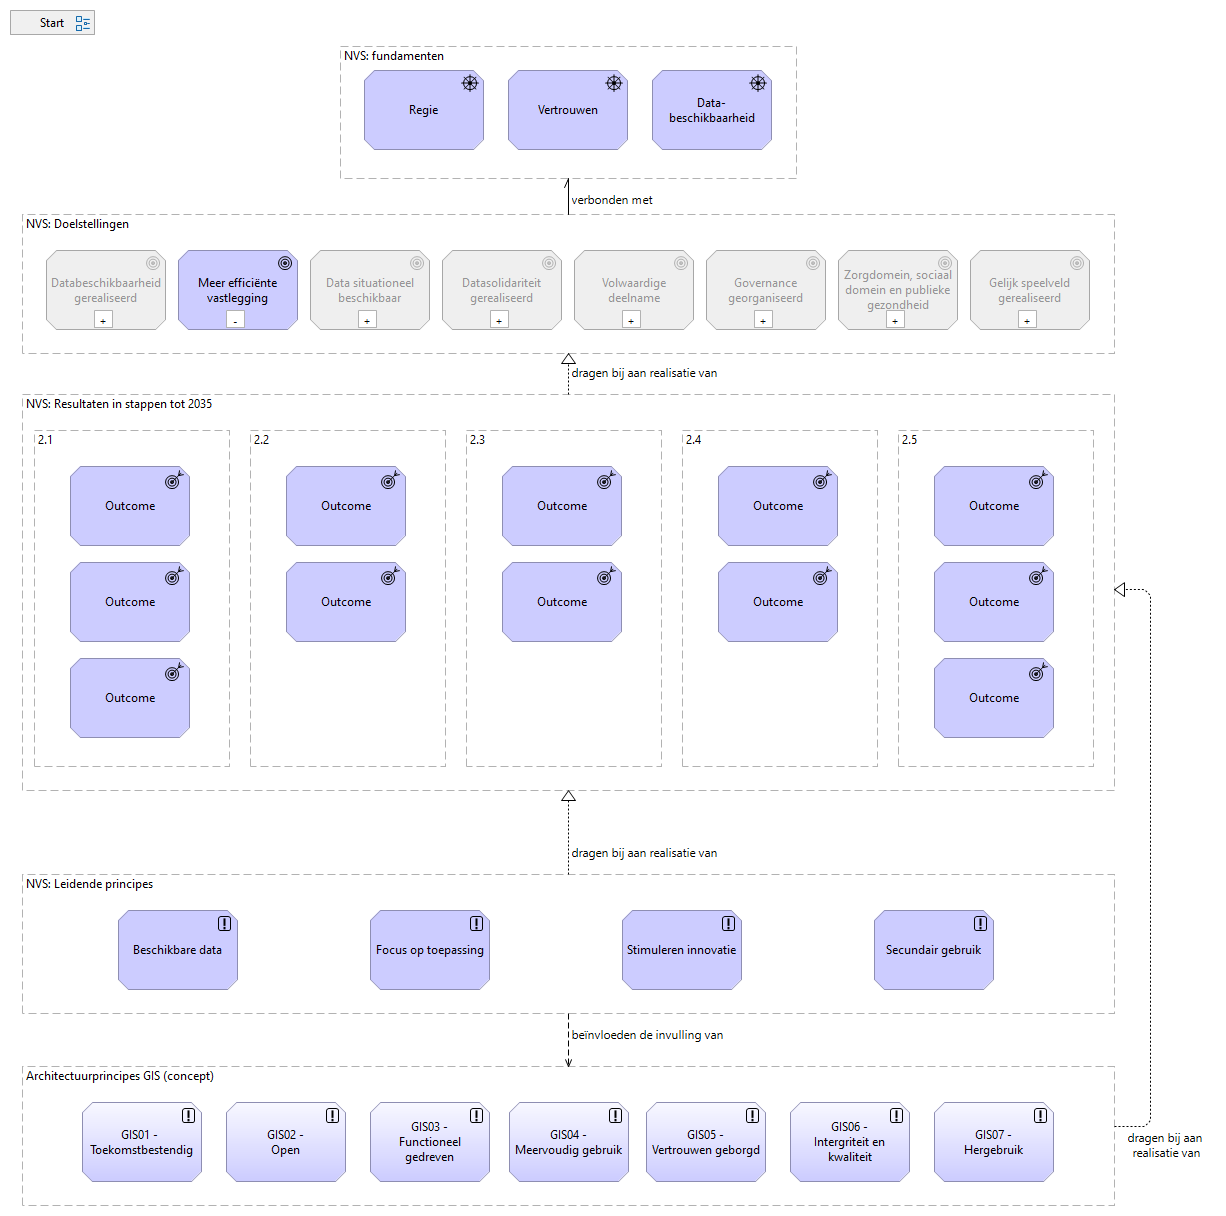 Start
NVS: fundamenten
Regie
Vertrouwen
Data-
beschikbaarheid
verbonden met
NVS: Doelstellingen
Databeschikbaarheid
gerealiseerd
+
Meer efficiënte
vastlegging
-
Data situationeel
beschikbaar
+
Datasolidariteit
gerealiseerd
+
Volwaardige
deelname
+
Governance
georganiseerd
+
Zorgdomein, sociaal
domein en publieke
gezondheid
+
Gelijk speelveld
gerealiseerd
+
dragen bij aan realisatie van
NVS: Resultaten in stappen tot 2035
2.1
Outcome
Outcome
Outcome
2.2
Outcome
Outcome
2.3
Outcome
Outcome
2.4
Outcome
Outcome
2.5
Outcome
Outcome
Outcome
dragen bij aan realisatie van
NVS: Leidende principes
Beschikbare data
Focus op toepassing
Stimuleren innovatie
Secundair gebruik
beïnvloeden de invulling van
Architectuurprincipes GIS (concept)
GIS01 -
Toekomstbestendig
GIS02 -
Open
GIS03 -
Functioneel
gedreven
GIS04 -
Meervoudig gebruik
GIS05 -
Vertrouwen geborgd
GIS06 -
Intergriteit en
kwaliteit
GIS07 -
Hergebruik
dragen bij aan
realisatie van